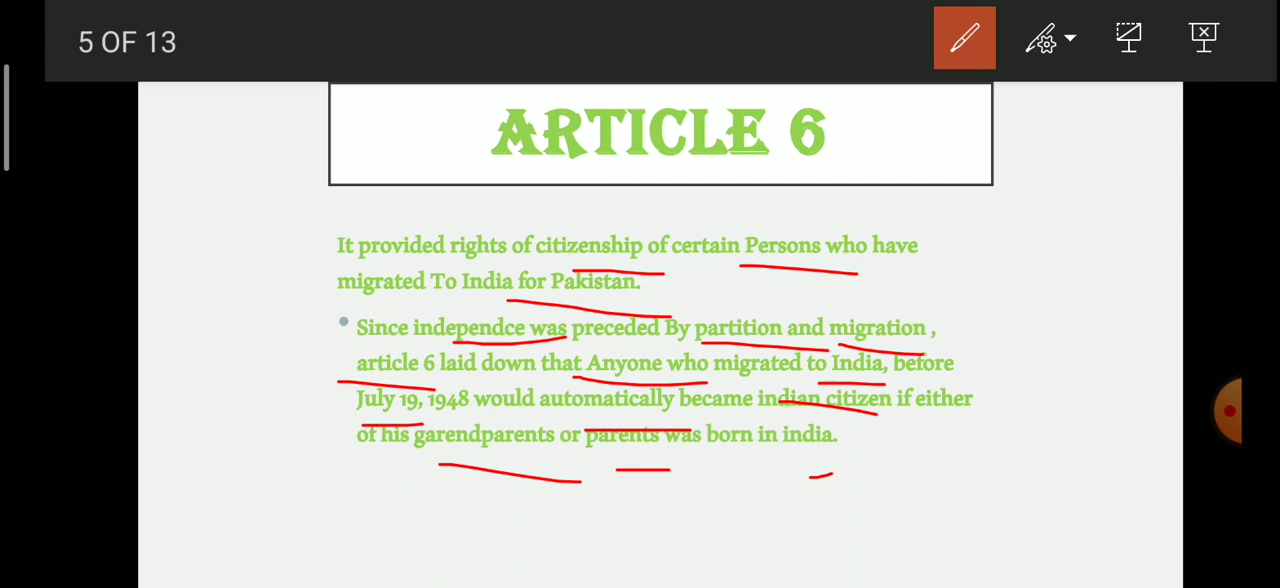 5 OF 13
ARTICLE 6
It provided rights of citizenship of certain Persons who have
migrated To India for Pakistan.
Since independce was preceded By partition and migration ,
article 6 laid down that Anyone who migrated to India, before
July 19, 1948 would automatically became indian citizen if either
of his garendparents or parents was born in india.